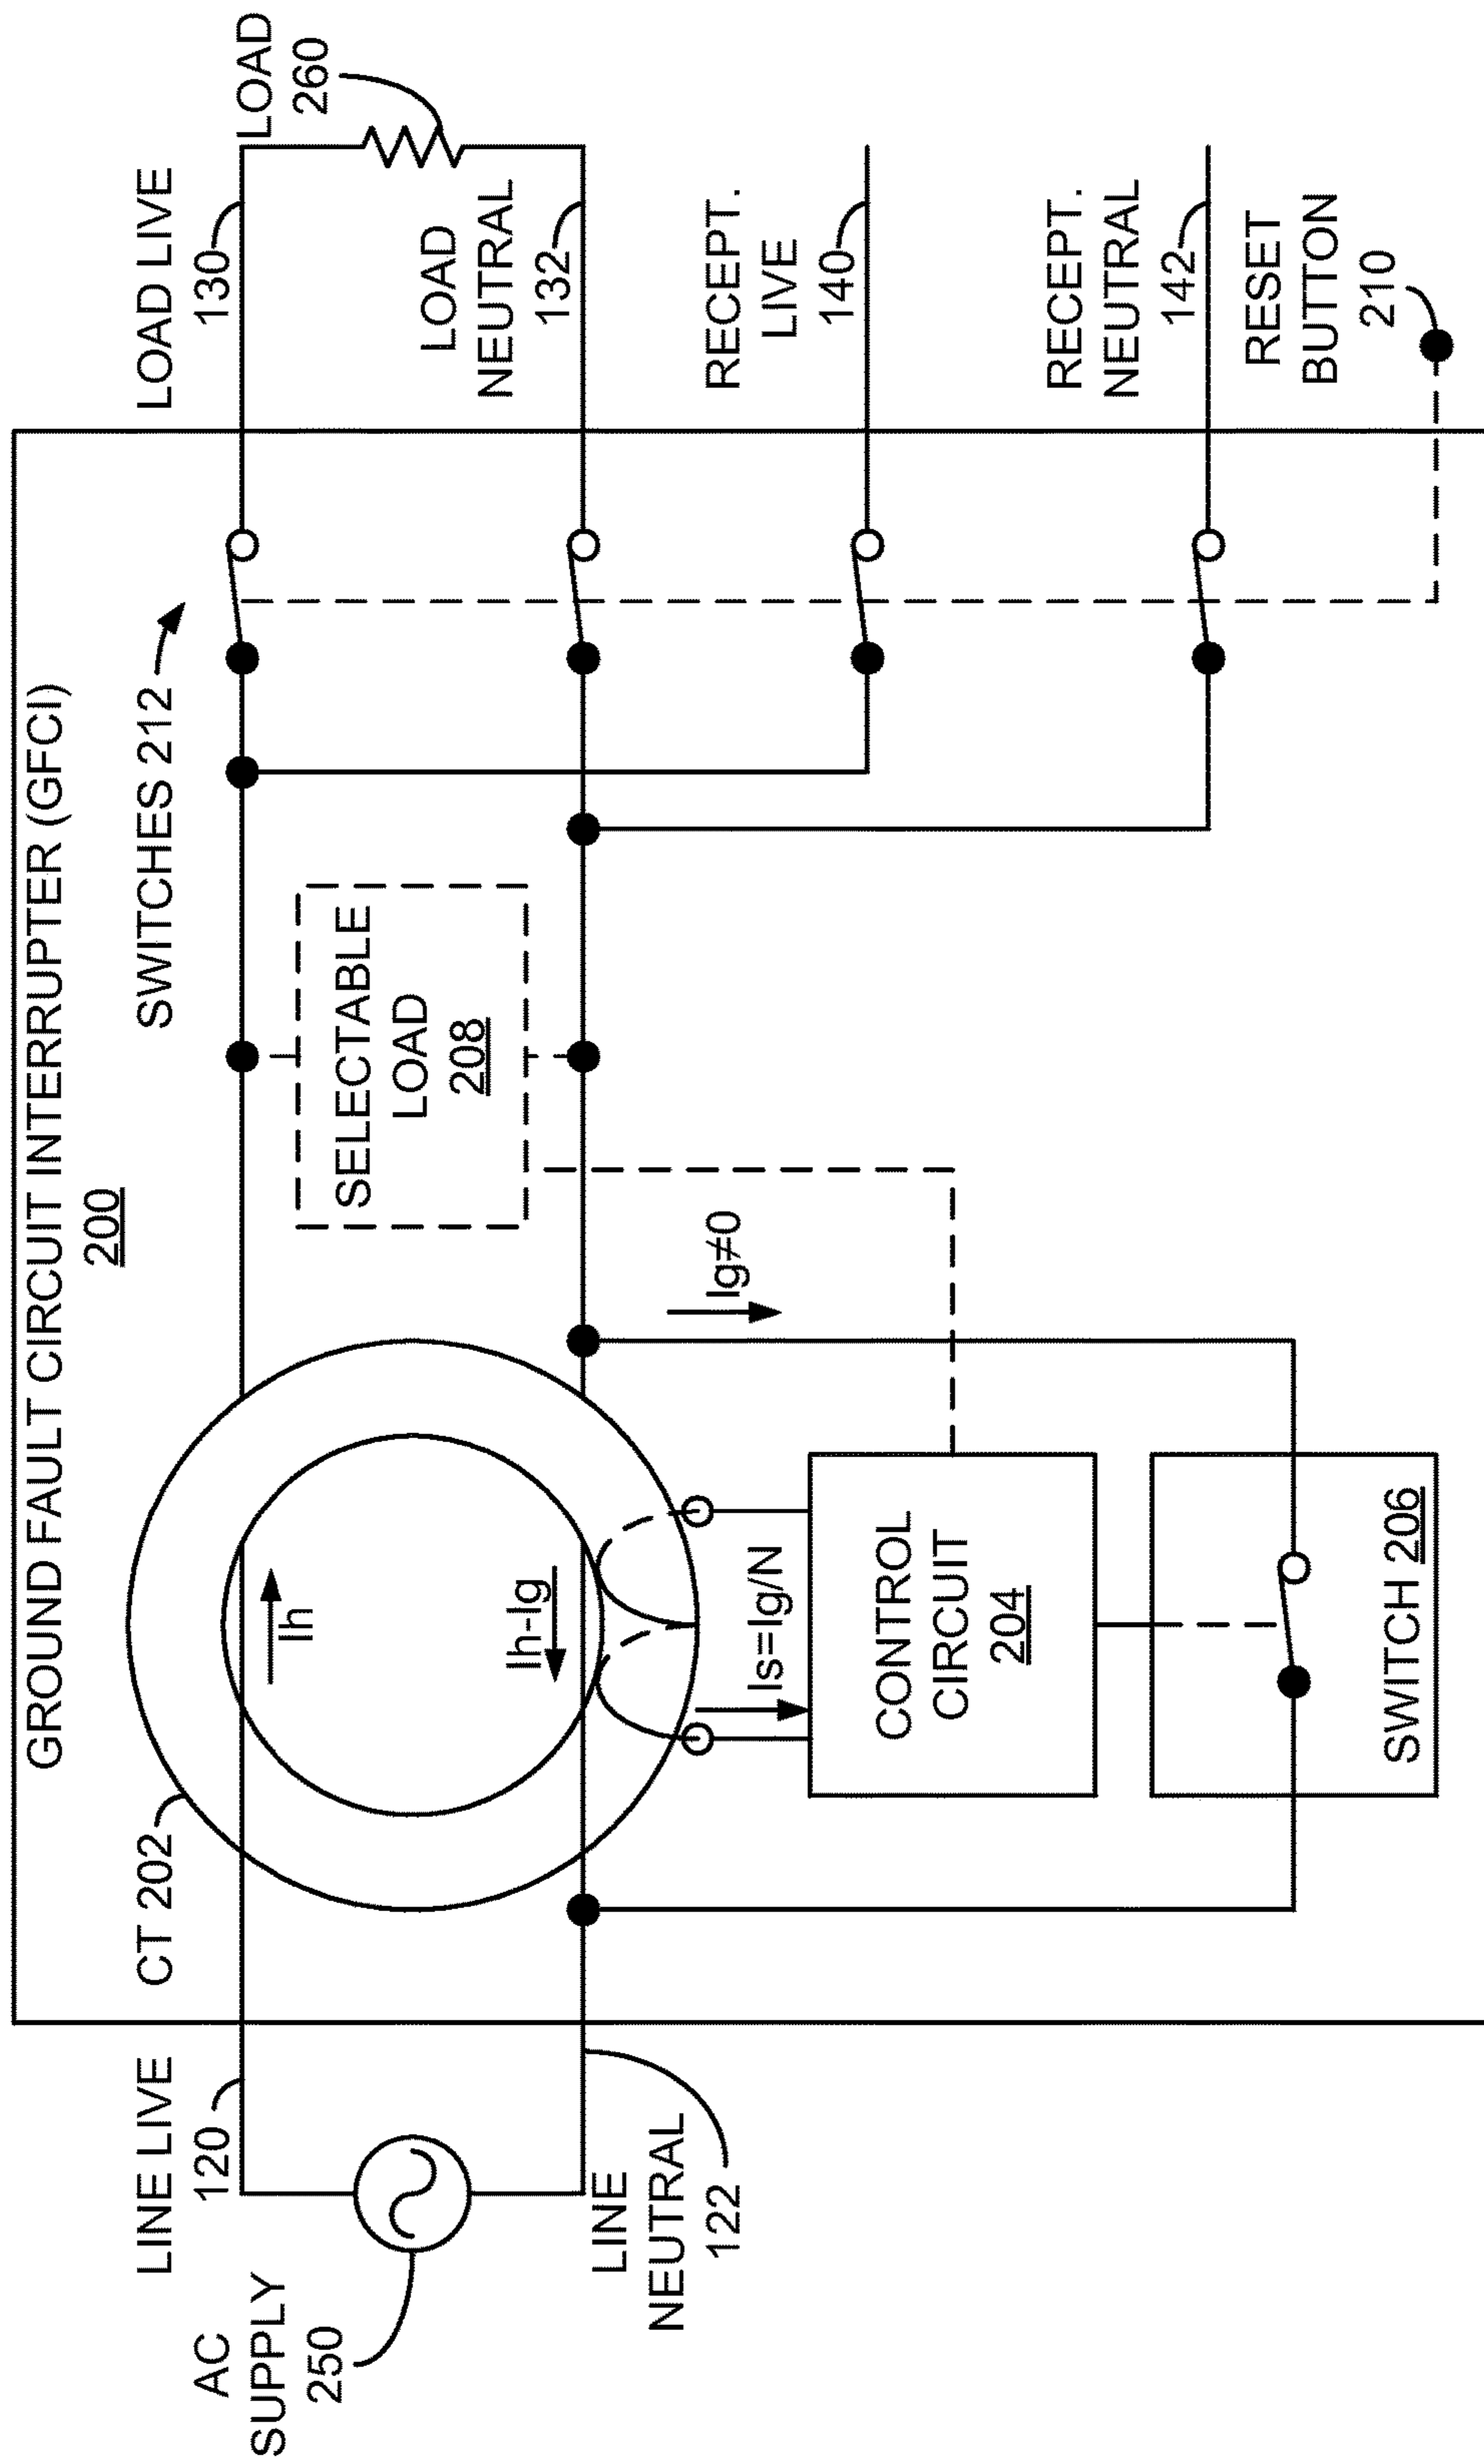 GROUND FAULT CIRCUIT INTERRUPTER (GFCI)
200
AC
SUPPLY
250
LINE LIVE
120
LINE
NEUTRAL
122
CT 202
Ih
Ih-Ig
Is=Ig/N
Ig≠0
CONTROL
CIRCUIT
204
SWITCH 206
SELECTABLE
LOAD
208
SWITCHES 212
LOAD LIVE
130
LOAD
260
LOAD
NEUTRAL
132
RECEPT.
LIVE
140
RECEPT.
NEUTRAL
142
RESET
BUTTON
210